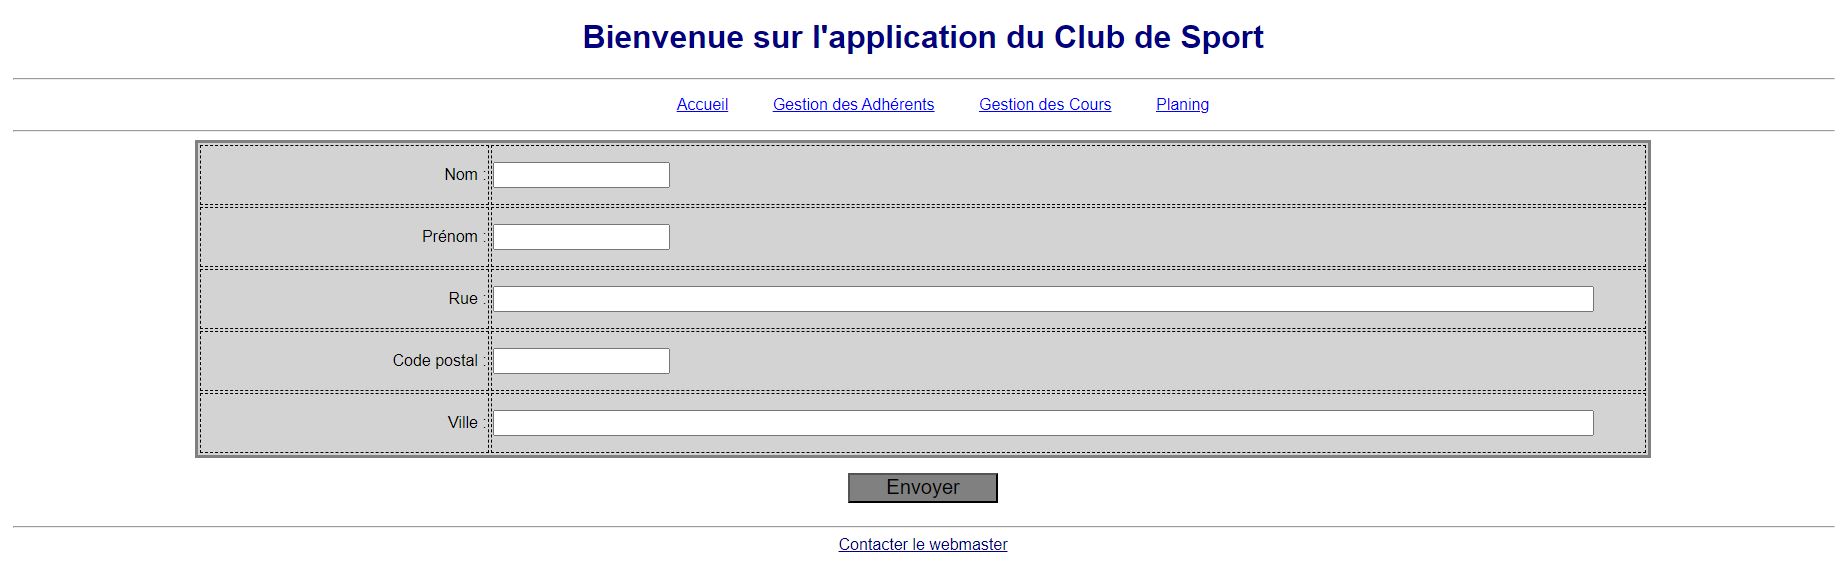 Bienvenue sur l'application du Club de Sport
Accueil Gestion des Adhérents Gestion des Cours Planing
Nom :
Prénom :
Rue :
Code postal :
Ville :
Envoyer
Contacter le webmaster